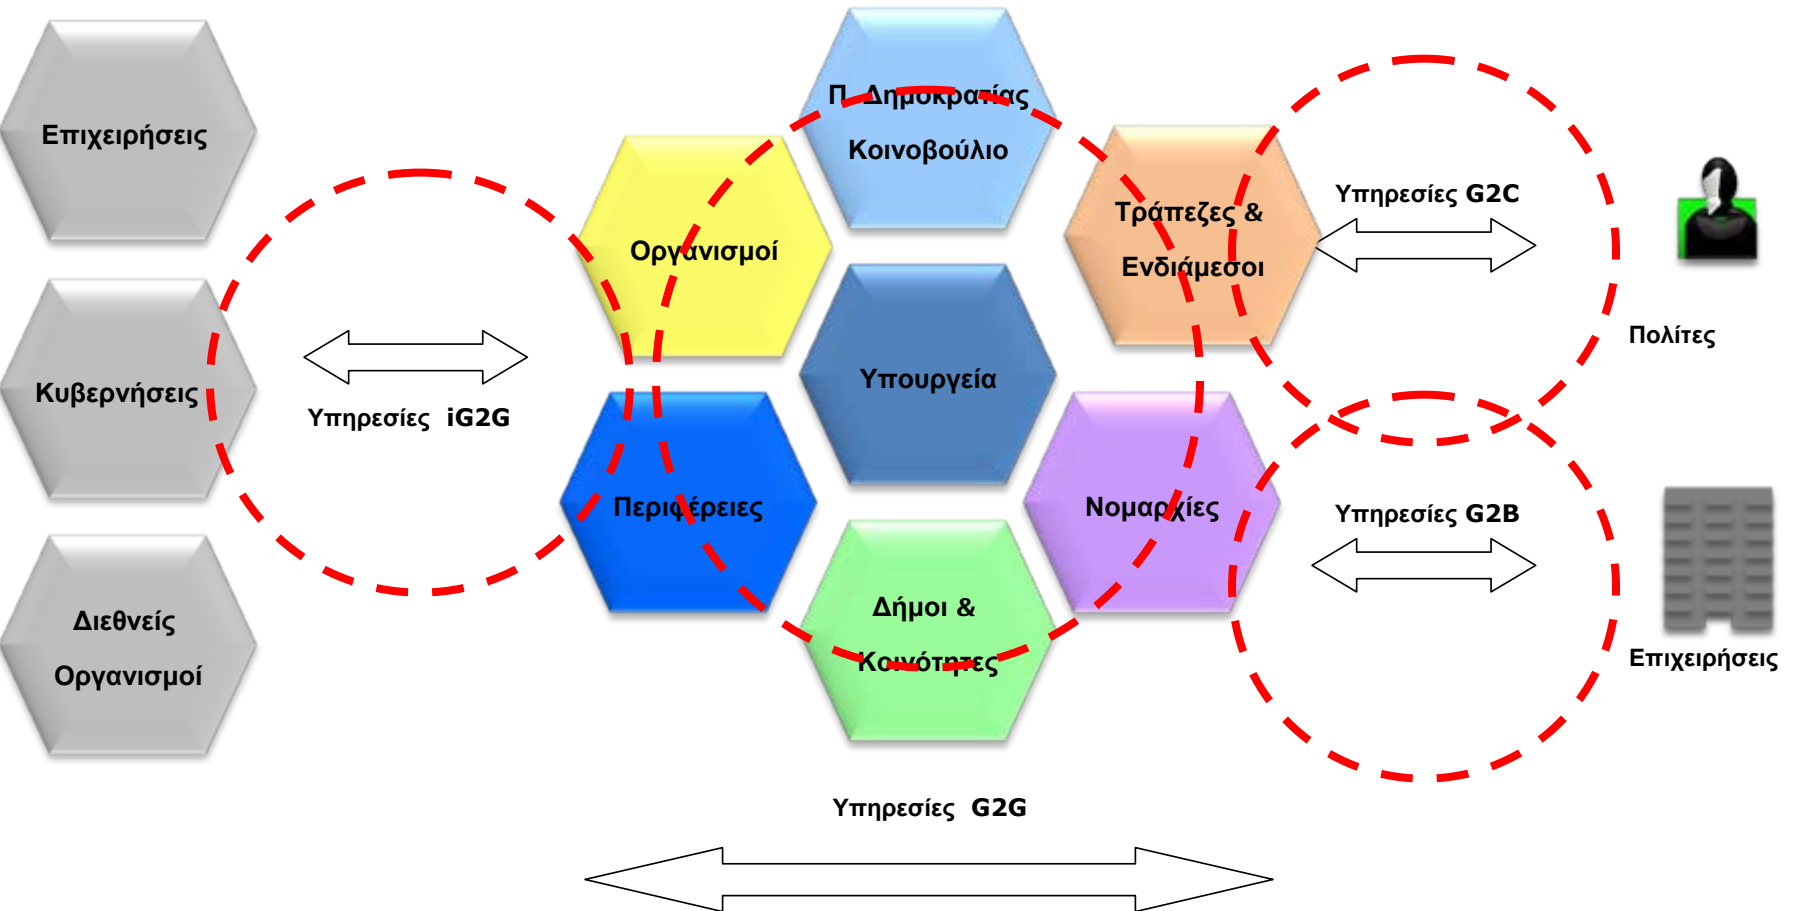 Επιχειρήσεις
Κυβερνήσεις
Διεθνείς
Οργανισμοί
Υπηρεσίες iG2G
Οργανισμοί
Περιφέρειες
Π. Δημοκρατίας
Κοινοβούλιο
Υπουργεία
Δήμοι &
Κοινότητες
Τράπεζες &
Ενδιάμεσοι
Νομαρχίες
Υπηρεσίες G2C
Πολίτες
Υπηρεσίες G2B
Επιχειρήσεις
Υπηρεσίες G2G